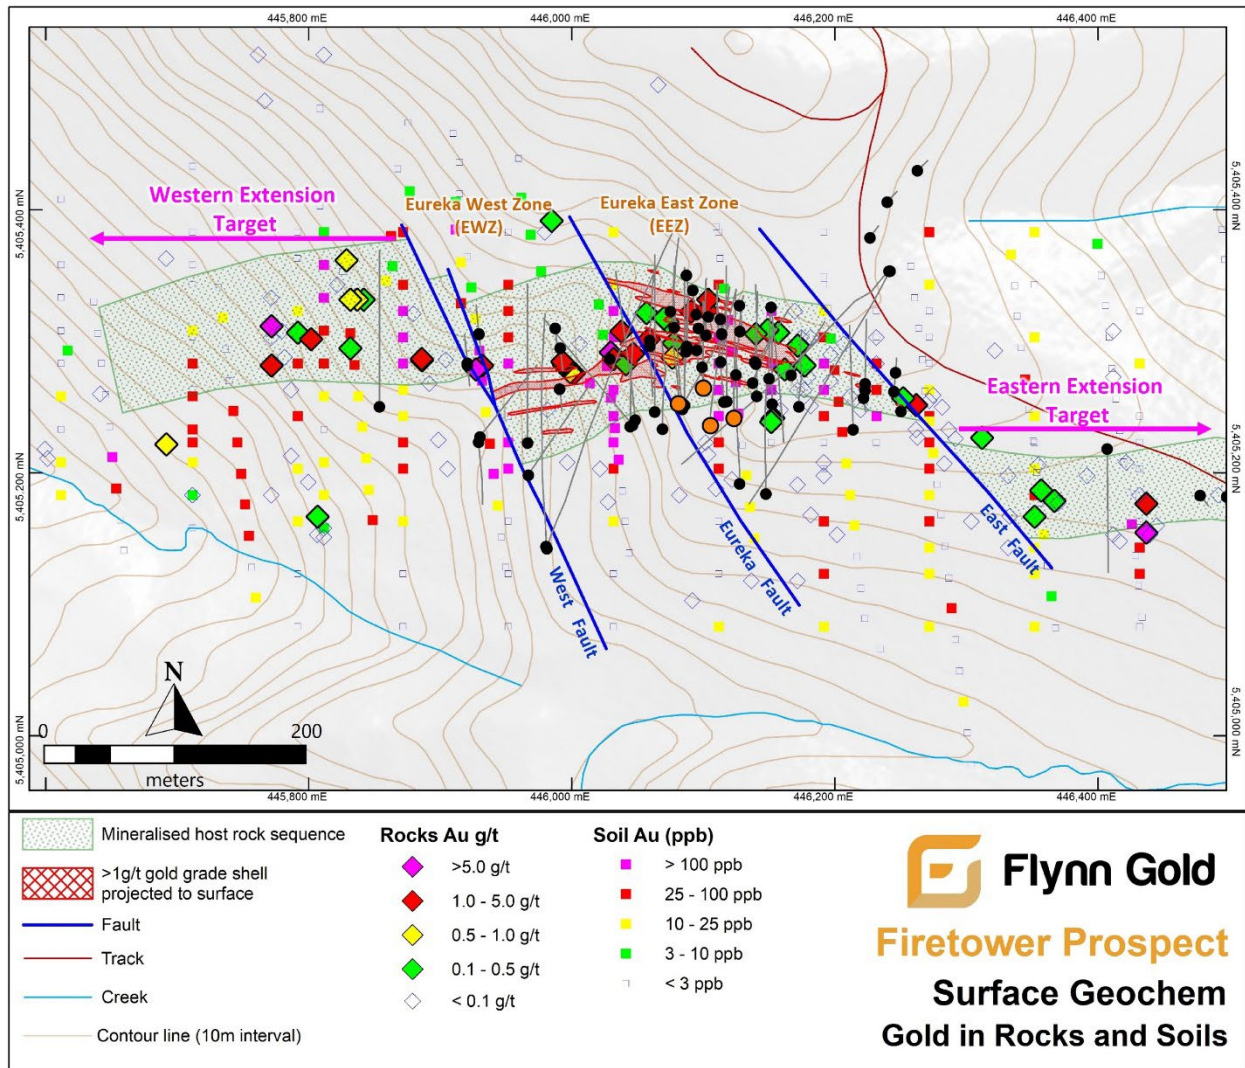 445,800 mE
446,000 mE
446,200 mE
446,400 mE
5,405,400 mN
5,405,400 mN
Western Extension
Target
Eureka West Zone
(EWZ)
Eureka East Zone
(EEZ)
Eastern Extension
Target
5,405,200 mN
5,405,200 mN
West Fault
Eureka Fault
East Fault
N
0
200
meters
5,405,000 mN
5,405,000 mN
445,800 mE
446,000 mE
446,200 mE
446,400 mE
Mineralised host rock sequence
>1g/t gold grade shell
projected to surface
Fault
Track
Creek
Contour line (10m interval)
Rocks Au g/t
>5.0 g/t
1.0 - 5.0 g/t
0.5 - 1.0 g/t
0.1 - 0.5 g/t
< 0.1 g/t
Soil Au (ppb)
> 100 ppb
25 - 100 ppb
10 - 25 ppb
3 - 10 ppb
< 3 ppb
Flynn Gold
Firetower Prospect
Surface Geochem
Gold in Rocks and Soils